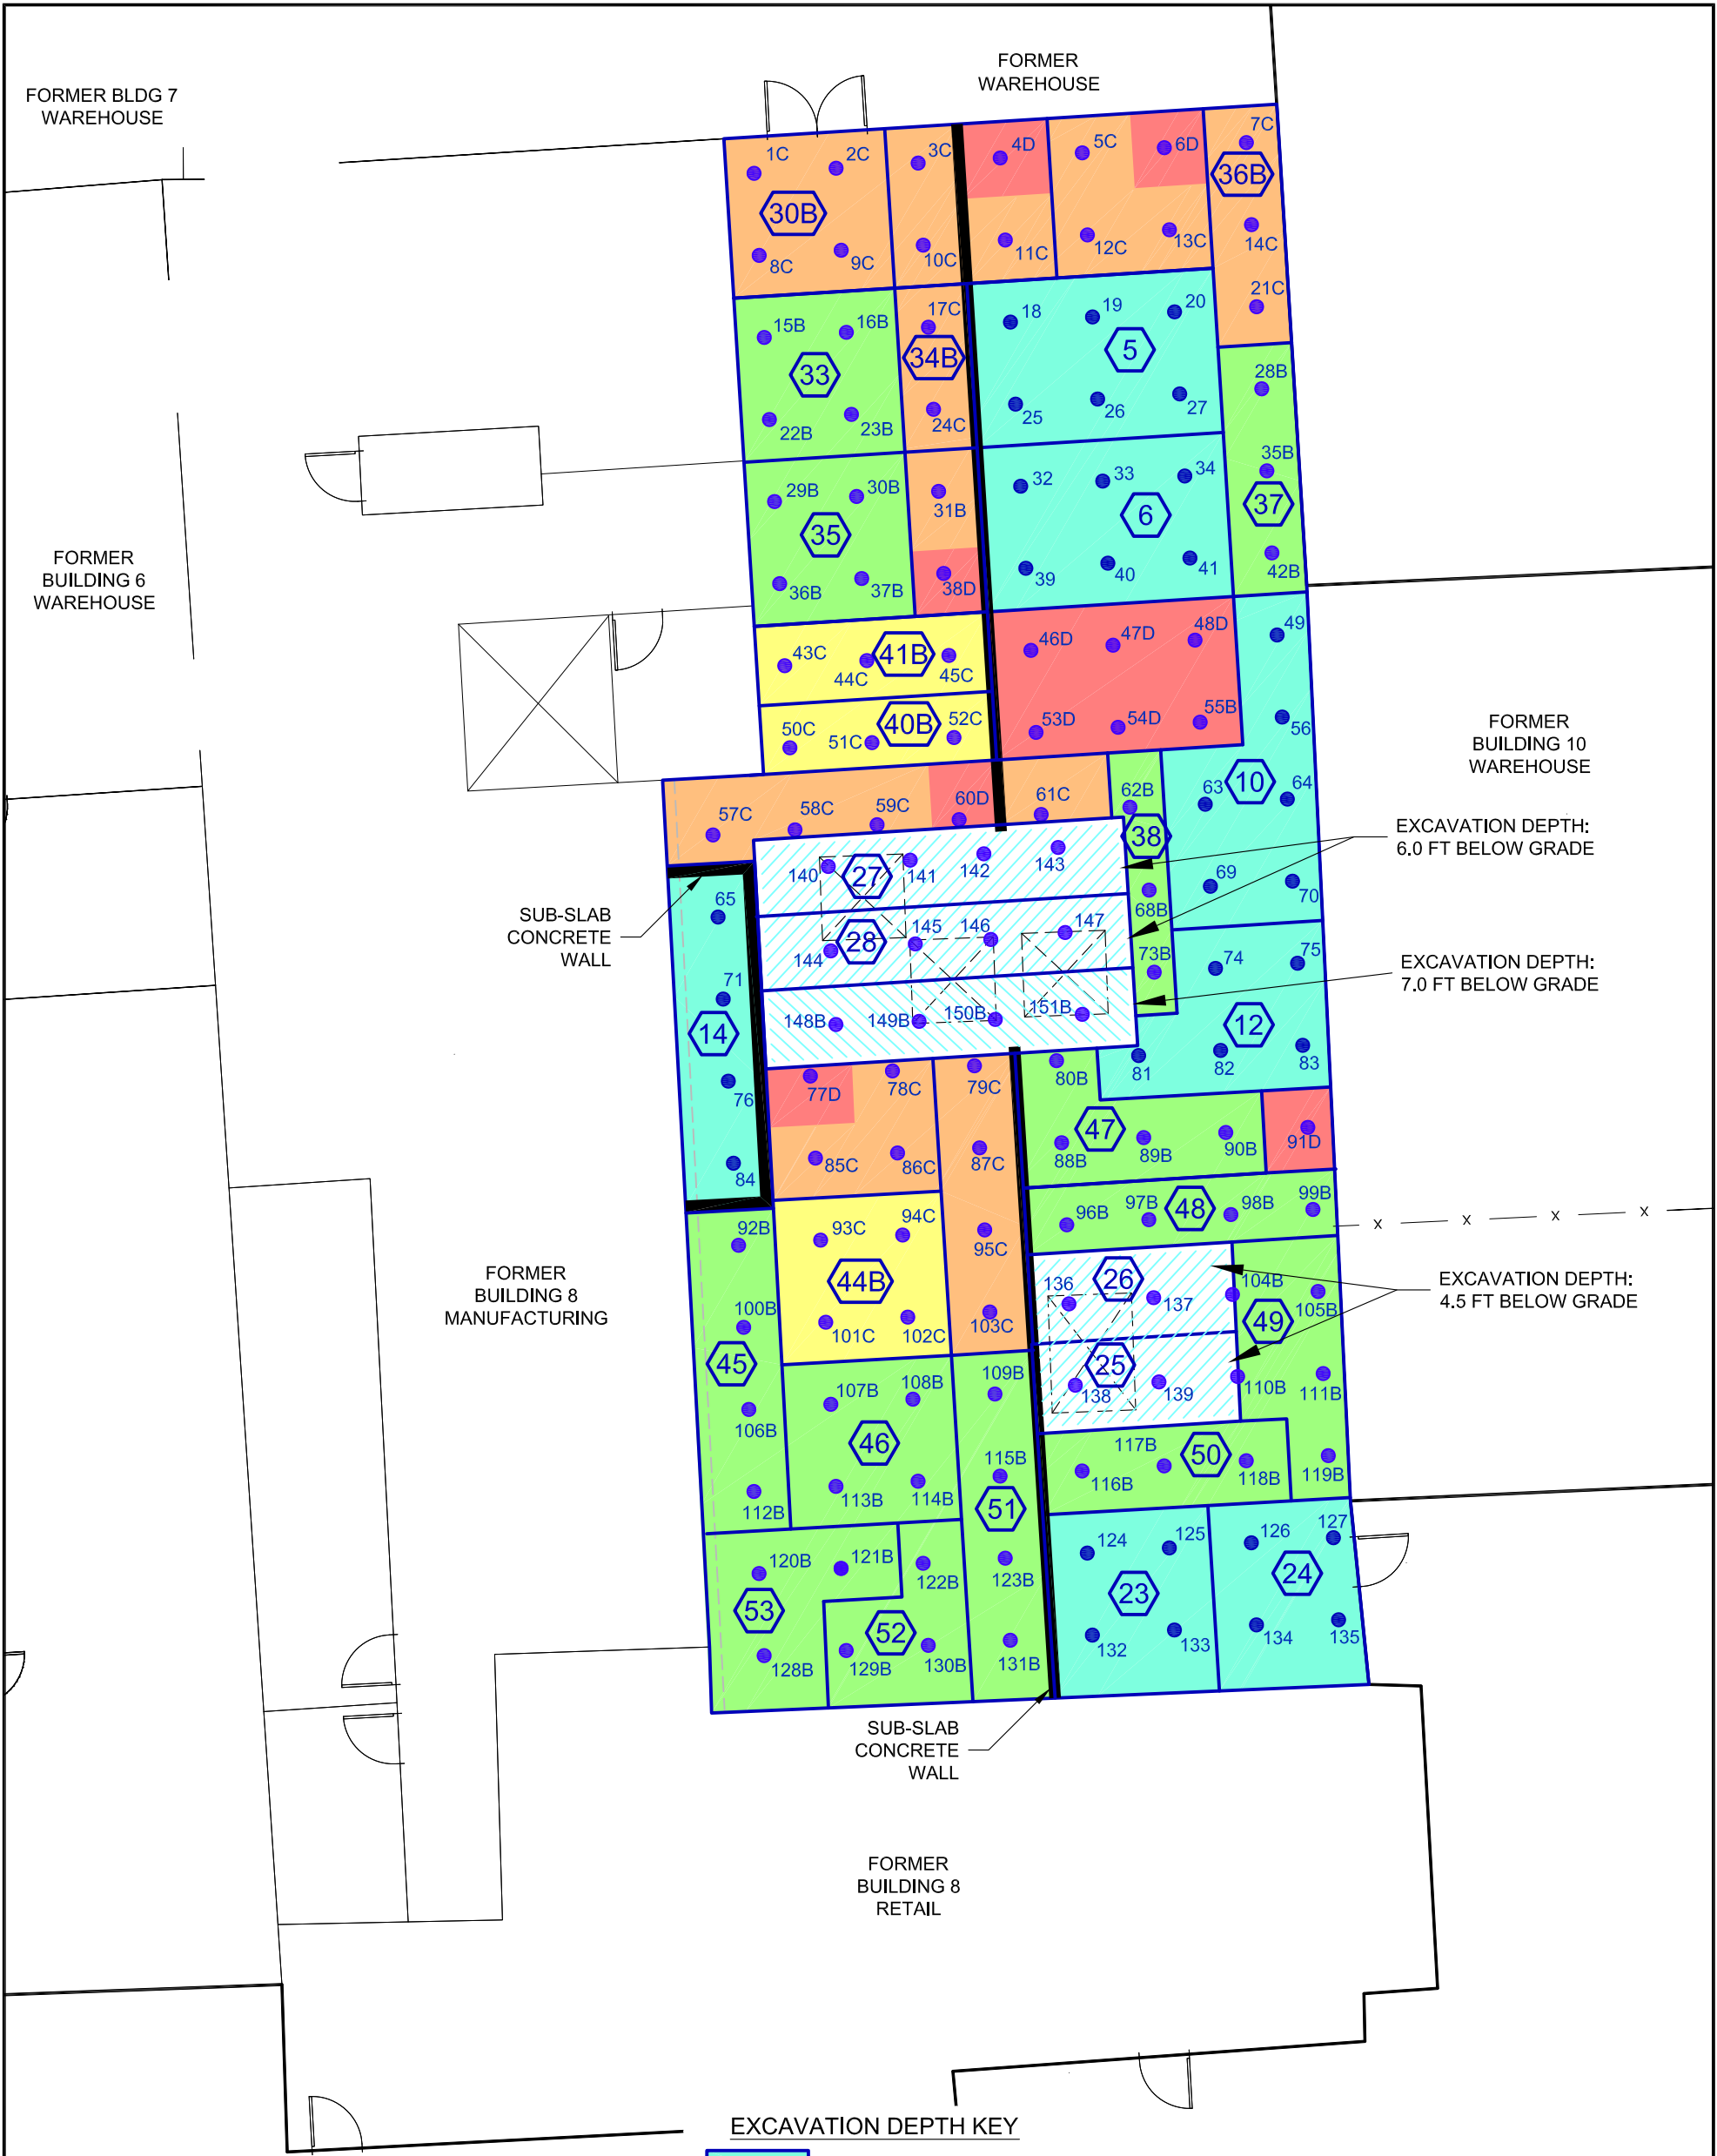 FORMER
WAREHOUSE
FORMER BLDG 7
WAREHOUSE
1C
2C
3C
4D
5C
6D
7C
30B
36B
8C
9C
10C
11C
12C
13C
14C
15B
16B
17C
18
19
20
21C
33
34B
5
22B
23B
24C
25
26
27
28B
29B
30B
31B
32
33
34
35B
35
6
37
36B
37B
38D
39
40
41
42B
FORMER
BUILDING 6
WAREHOUSE
43C
44C
41B
45C
46D
47D
48D
49
50C
51C
40B
52C
53D
54D
55B
56
FORMER
BUILDING 10
WAREHOUSE
57C
58C
59C
60D
61C
62B
63
10
64
38
EXCAVATION DEPTH:
6.0 FT BELOW GRADE
140
27
141
142
143
65
68B
69
70
SUB-SLAB
CONCRETE
WALL
144
28
145
146
147
73B
74
75
EXCAVATION DEPTH:
7.0 FT BELOW GRADE
71
14
148B
149B
150B
151B
12
76
77D
78C
79C
80B
81
82
83
84
85C
86C
87C
47
88B
89B
90B
91D
92B
93C
94C
95C
96B
97B
48
98B
99B
x
x
x
x
FORMER
BUILDING 8
MANUFACTURING
44B
136
26
137
104B
105B
EXCAVATION DEPTH:
4.5 FT BELOW GRADE
100B
101C
102C
103C
49
45
25
138
139
110B
111B
106B
107B
108B
109B
46
117B
50
112B
113B
114B
115B
116B
118B
119B
51
120B
121B
122B
123B
124
125
126
127
53
52
23
24
128B
129B
130B
131B
132
133
134
135
SUB-SLAB
CONCRETE
WALL
FORMER
BUILDING 8
RETAIL
EXCAVATION DEPTH KEY